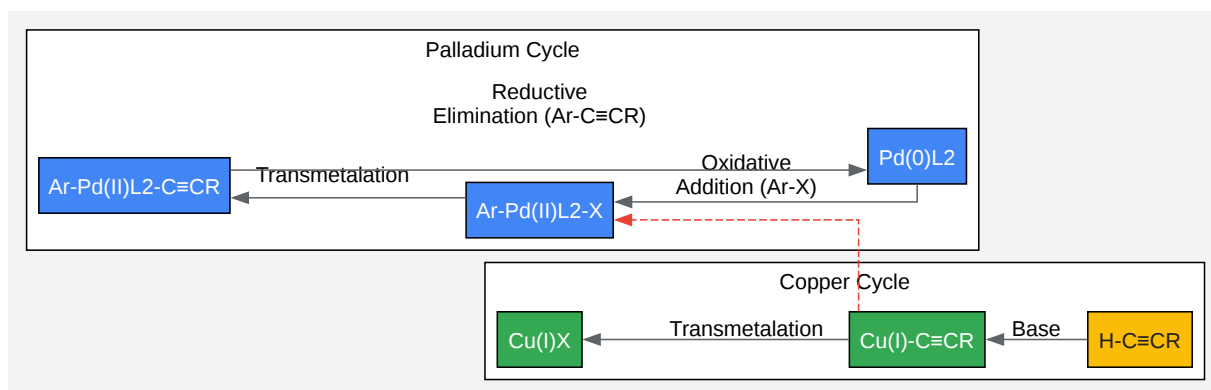 Palladium Cycle
Reductive
Elimination (Ar-C≡CR)
Pd(0)L2
Oxidative
Addition (Ar-X)
Transmetalation
Ar-Pd(II)L2-C≡CR
Ar-Pd(II)L2-X
Copper Cycle
Cu(I)X
Transmetalation
Cu(I)-C≡CR
Base
H-C≡CR